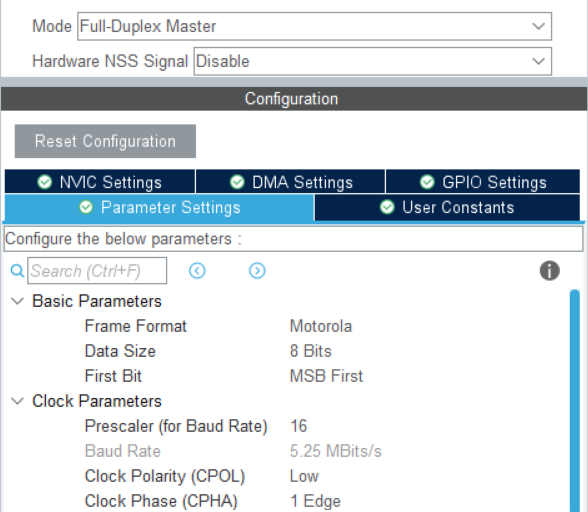 Mode Full-Duplex Master
Hardware NSS Signal Disable
Configuration
Reset Configuration
NVIC Settings DMA Settings GPIO Settings
Parameter Settings User Constants
Configure the below parameters :
Search (Ctrl+F)
Basic Parameters
Frame Format Motorola
Data Size 8 Bits
First Bit MSB First
Clock Parameters
Prescaler (for Baud Rate) 16
Baud Rate 5.25 MBits/s
Clock Polarity (CPOL) Low
Clock Phase (CPHA) 1 Edge